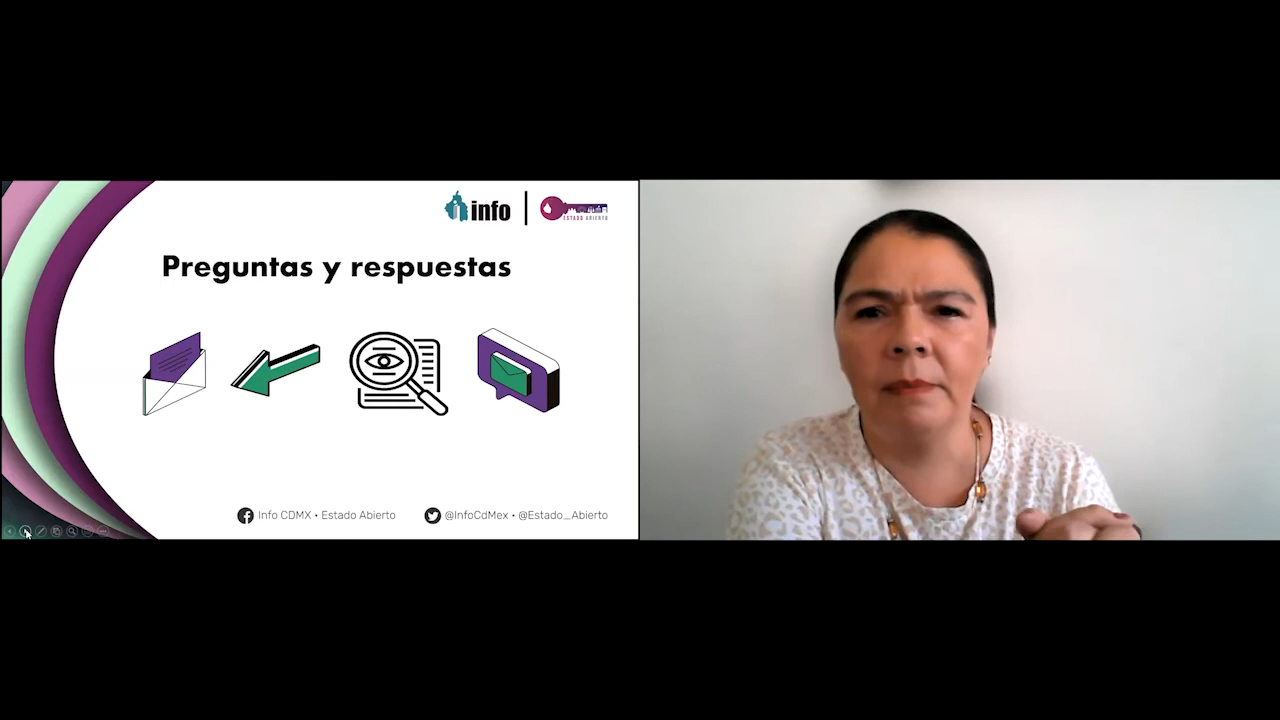 info
ESTADO ABIERTO
Preguntas y respuestas
Info CDMX • Estado Abierto
@InfoCdMex • @Estado_Abierto